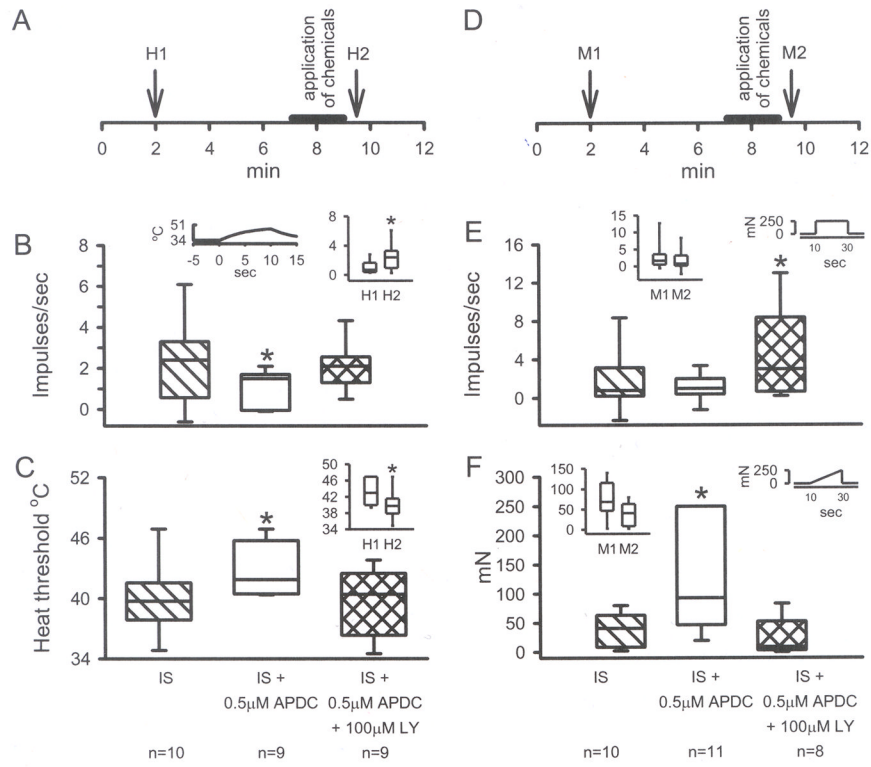 A
H1
application
of chemicals
H2
0 2 4 6 8 10 12
min
D
M1
application
of chemicals
M2
0 2 4 6 8 10 12
min
B
Impulses/sec
8
6
4
2
0
°C
51
34
-5 0 5 10 15
sec
8
4
0
*
H1 H2
*
E
Impulses/sec
16
12
8
4
0
15
10
5
0
M1 M2
mN
250
0
10 30
sec
*
C
Heat threshold °C
52
46
40
34
50
46
42
38
34
*
H1 H2
*
IS
IS +
0.5µM APDC
IS +
0.5µM APDC
+ 100µM LY
n=10 n=9 n=9
F
mN
300
250
200
150
100
50
0
150
100
50
0
M1 M2
mN
250
0
10 30
sec
*
IS
IS +
0.5µM APDC
IS +
0.5µM APDC
+ 100µM LY
n=10 n=11 n=8